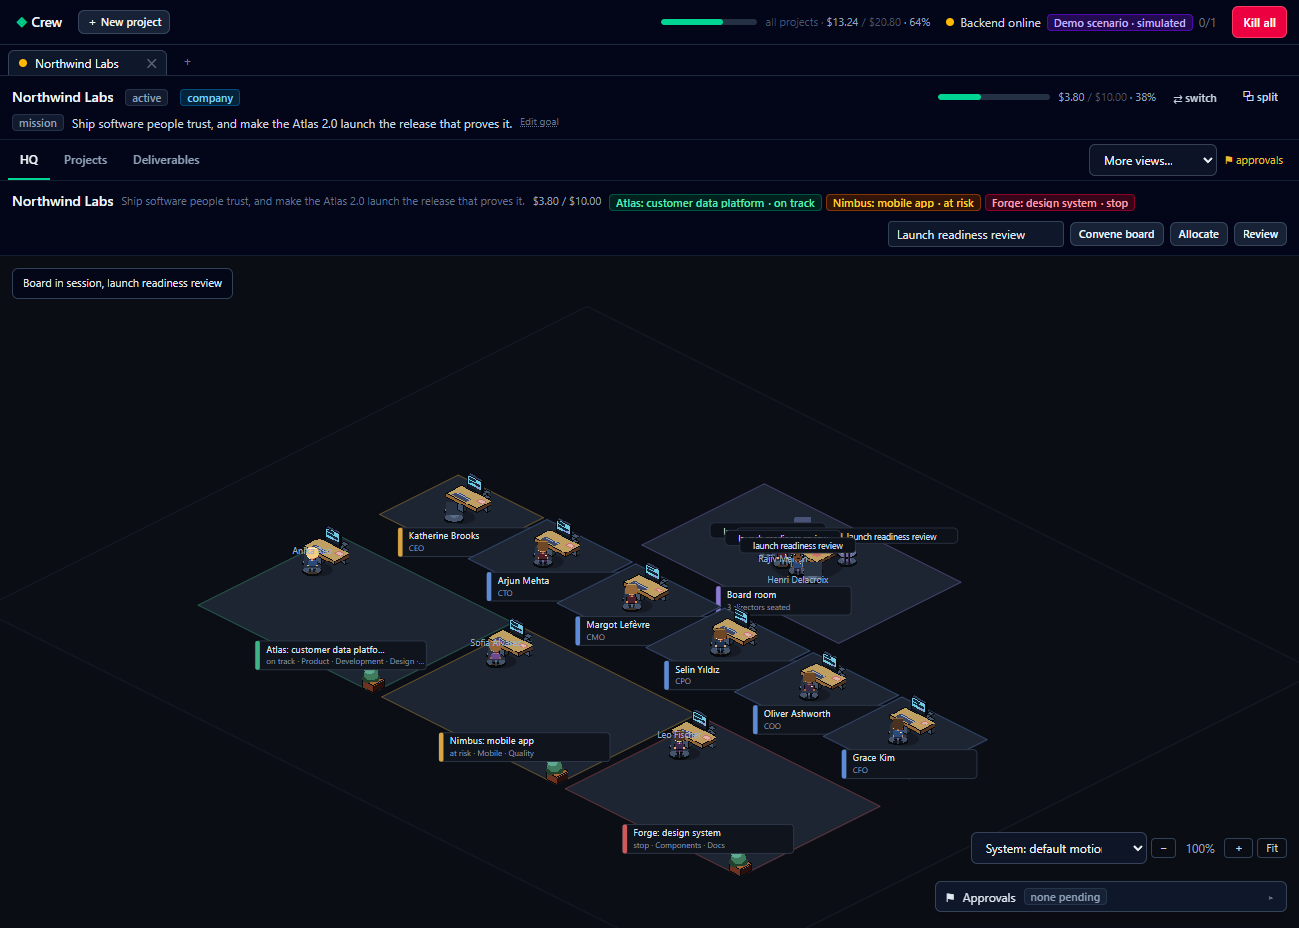 Crew
+ New project
all projects · $13.24 / $20.80 · 64%
Backend online
Demo scenario · simulated
0/1
Kill all
Northwind Labs
+
Northwind Labs
active
company
$3.80 / $10.00 · 38%
switch
split
mission
Ship software people trust, and make the Atlas 2.0 launch the release that proves it.
Edit goal
HQ
Projects
Deliverables
More views...
approvals
Northwind Labs
Ship software people trust, and make the Atlas 2.0 launch the release that proves it.
$3.80 / $10.00
Atlas: customer data platform · on track
Nimbus: mobile app · at risk
Forge: design system · stop
Launch readiness review
Convene board
Allocate
Review
Board in session, launch readiness review
Katherine Brooks
CEO
launch readiness review
launch readiness review
Henri Delacroix
Arjun Mehta
CTO
Board room
3 directors seated
Margot Lefèvre
CMO
Atlas: customer data platfo...
on track · Product · Development · Design ·...
Selin Yıldız
CPO
Oliver Ashworth
COO
Nimbus: mobile app
at risk · Mobile · Quality
Grace Kim
CFO
Forge: design system
stop · Components · Docs
System: default motio
−
100%
+
Fit
Approvals
none pending